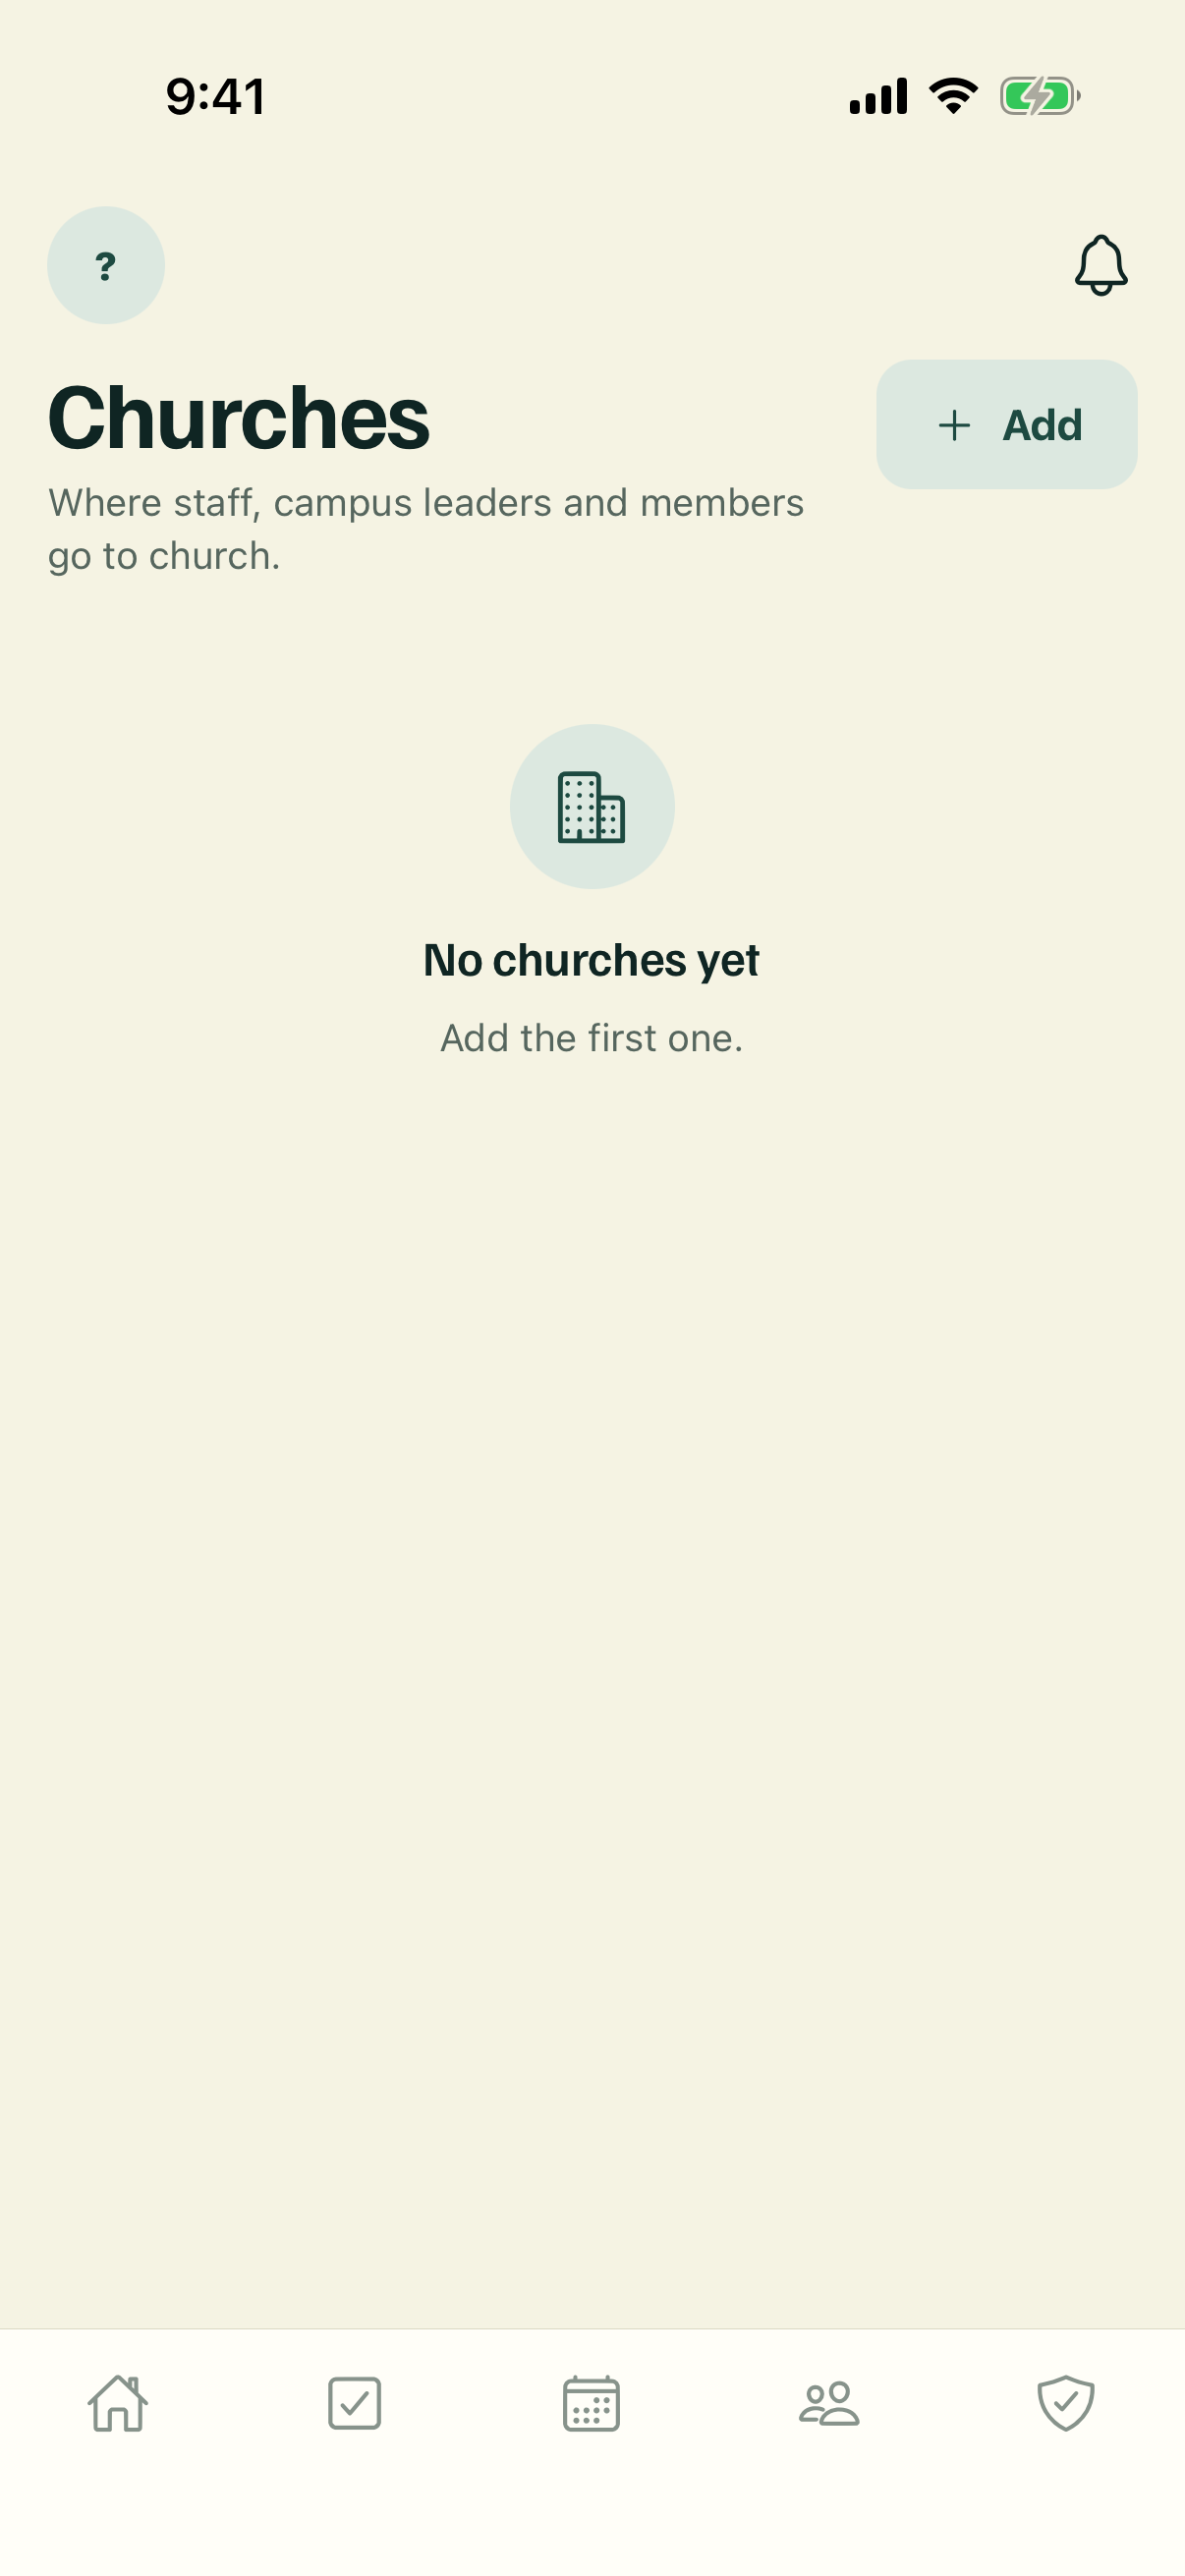 9:41
?
Churches
+ Add
Where staff, campus leaders and members
go to church.
No churches yet
Add the first one.